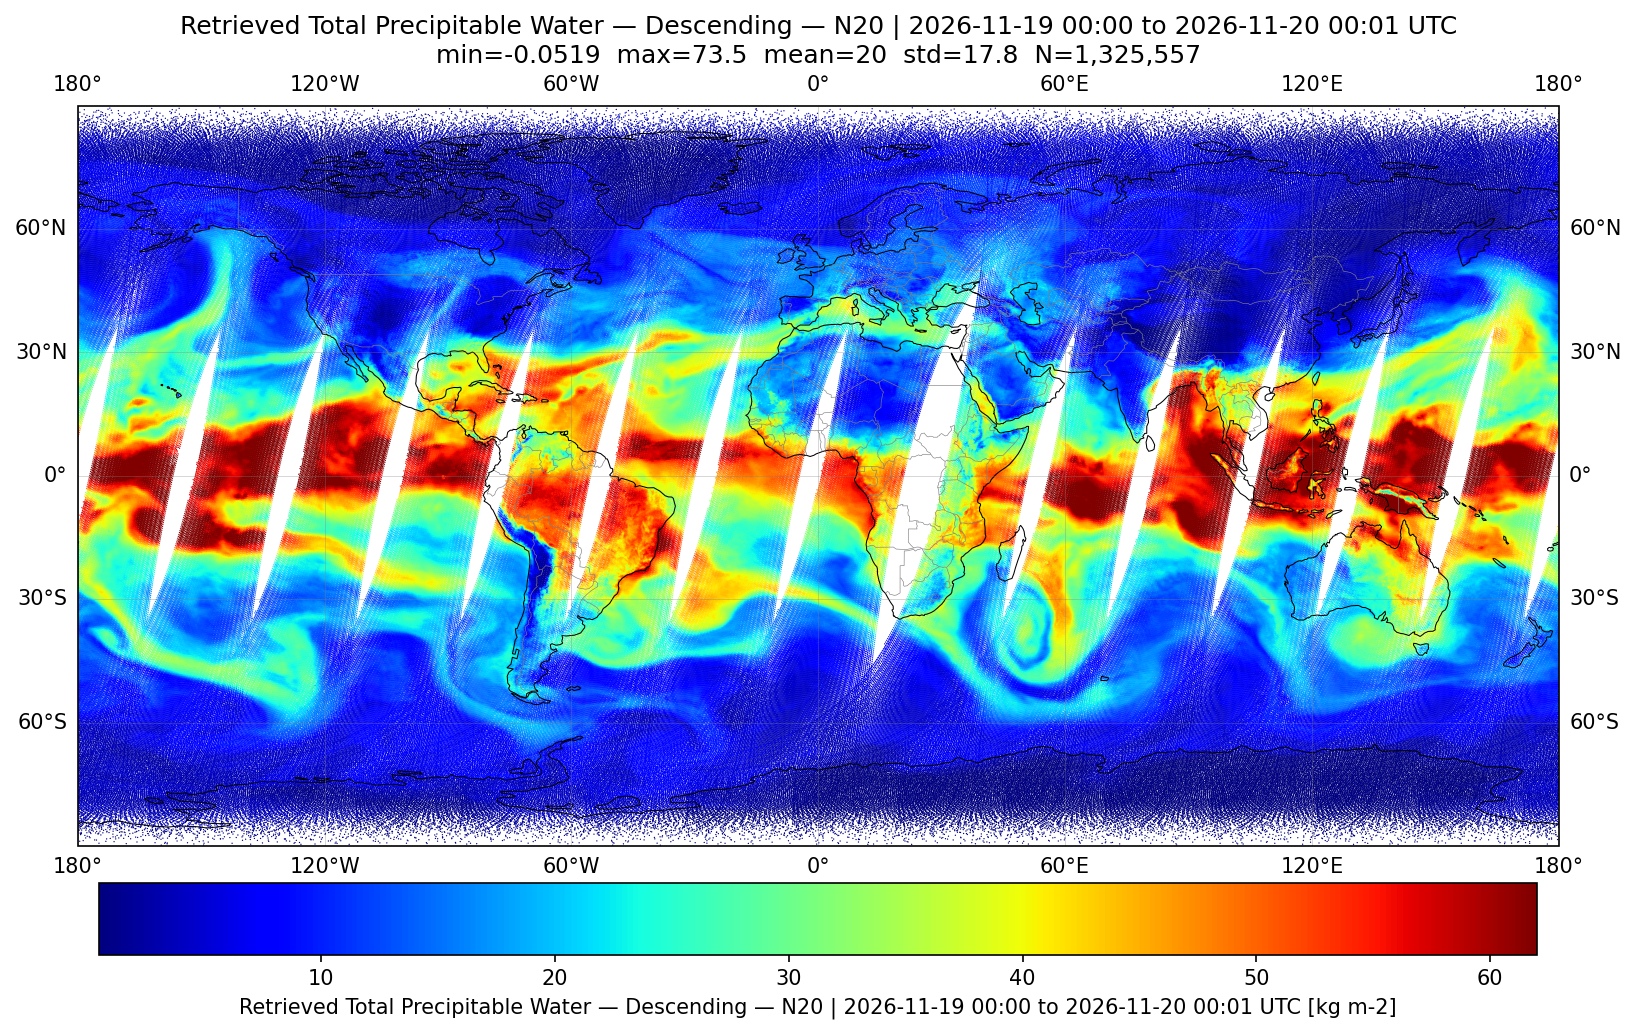 Retrieved Total Precipitable Water — Descending — N20 | 2026-11-19 00:00 to 2026-11-20 00:01 UTC
min=-0.0519 max=73.5 mean=20 std=17.8 N=1,325,557
180° 120°W 60°W 0° 60°E 120°E 180°
60°N 60°N
30°N 30°N
0° 0°
30°S 30°S
60°S 60°S
180° 120°W 60°W 0° 60°E 120°E 180°
10 20 30 40 50 60
Retrieved Total Precipitable Water — Descending — N20 | 2026-11-19 00:00 to 2026-11-20 00:01 UTC [kg m-2]